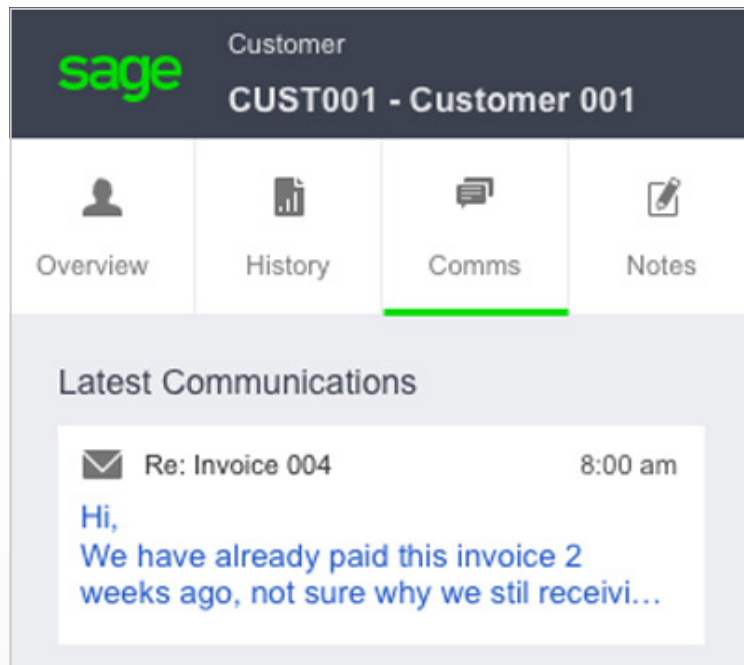 sage
Customer
CUST001 - Customer 001
Overview
History
Comms
Notes
Latest Communications
Re: Invoice 004
8:00 am
Hi,
We have already paid this invoice 2
weeks ago, not sure why we stil receivi...